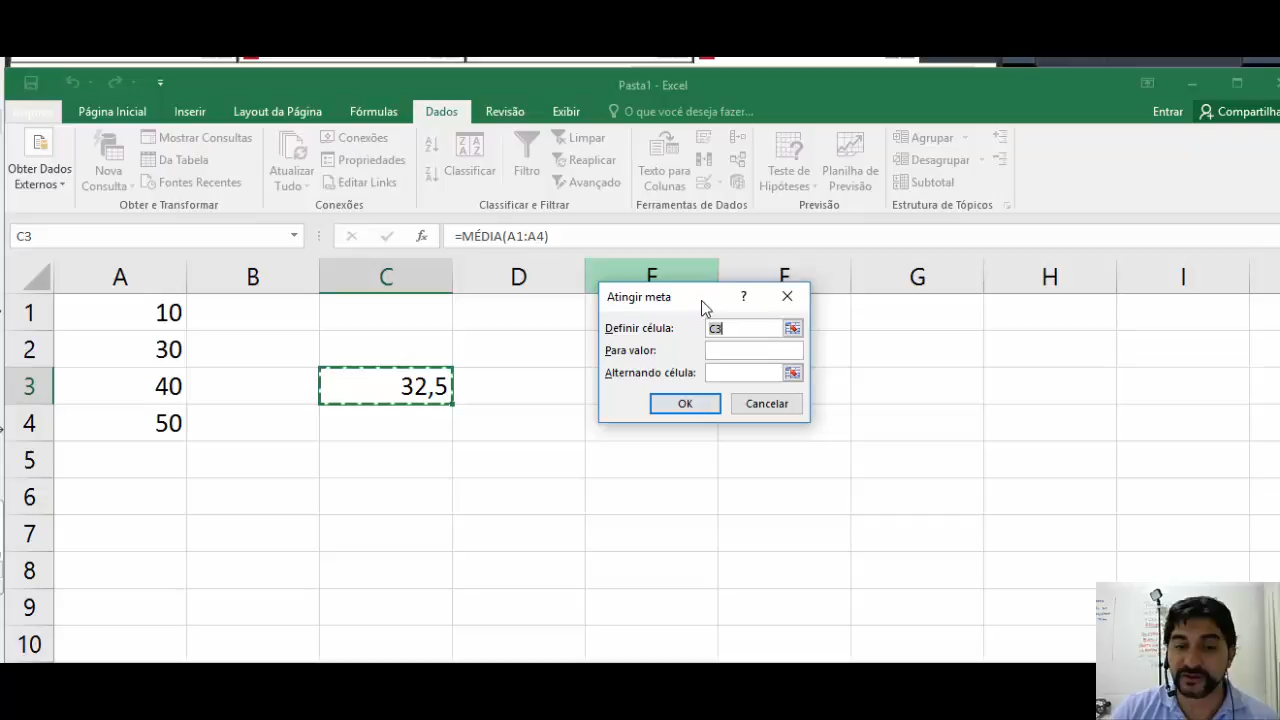 Pasta1 - Excel
Página Inicial Inserir Layout da Página Fórmulas Dados Revisão Exibir O que você deseja fazer... Entrar Compartilha
Obter Dados Externos
Nova Consulta
Mostrar Consultas
Da Tabela
Fontes Recentes
Obter e Transformar
Atualizar Tudo
Conexões
Propriedades
Editar Links
Conexões
Classificar
Filtro
Limpar
Reaplicar
Avançado
Classificar e Filtrar
Texto para Colunas
Ferramentas de Dados
Teste de Hipóteses
Planilha de Previsão
Previsão
Agrupar
Desagrupar
Subtotal
Estrutura de Tópicos
C3 fx =MÉDIA(A1:A4)
A B C D E F G H I
1 10
2 30
3 40 32,5
4 50
5
6
7
8
9
10
Atingir meta ?
Definir célula: C3
Para valor:
Alternando célula:
OK Cancelar